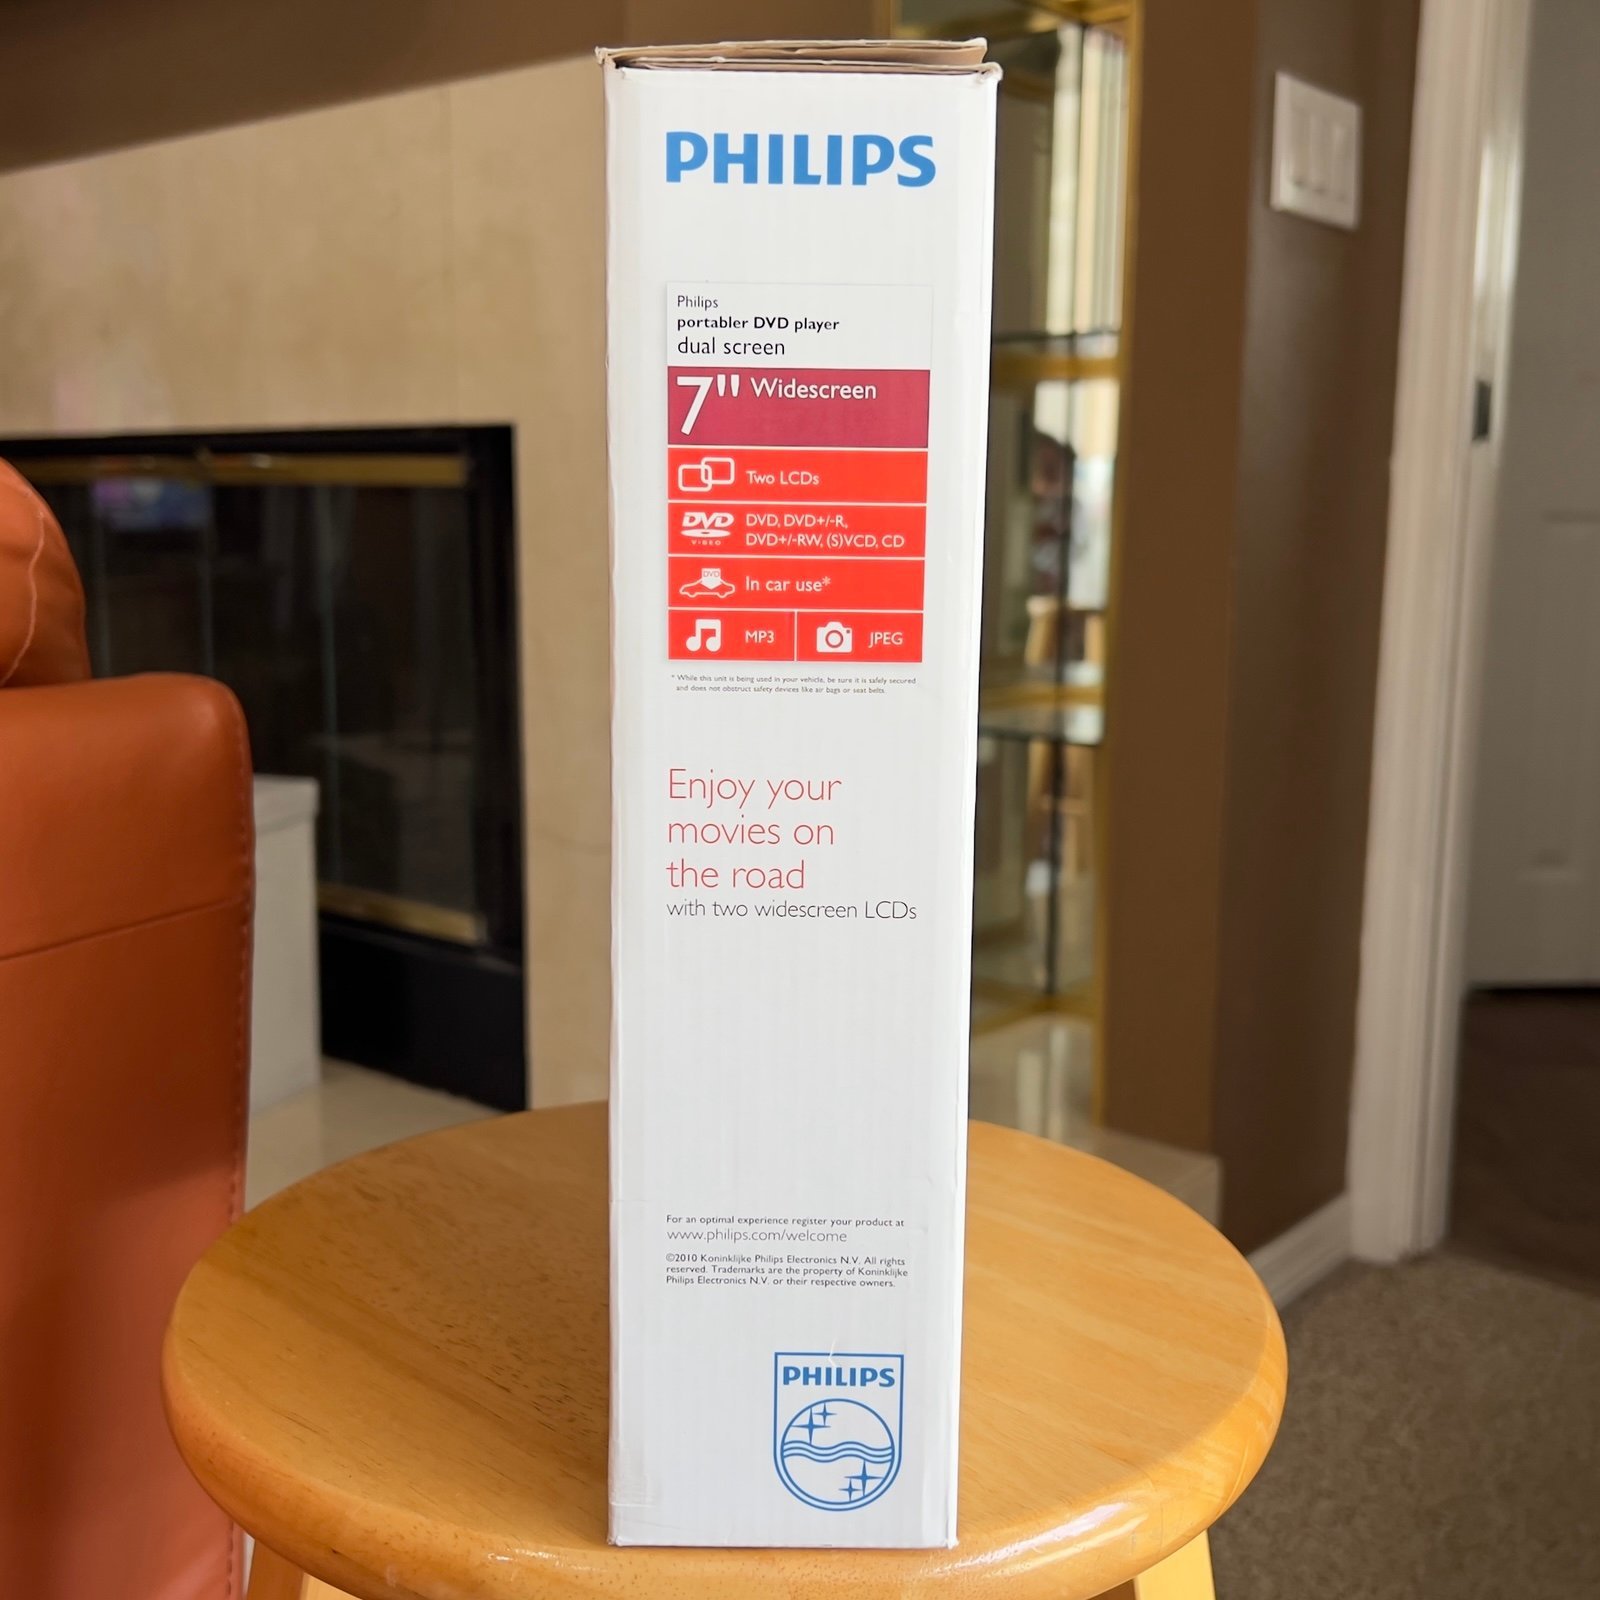 PHILIPS
Philips
portabler DVD player
dual screen
7" Widescreen
Two LCDs
DVD VIDEO
DVD, DVD+/-R,
DVD+/-RW, (S)VCD, CD
DVD
In car use*
MP3
JPEG
* While this unit is being used in your vehicle, be sure it is safely secured
and does not obstruct safety devices like air bags or seat belts.
Enjoy your
movies on
the road
with two widescreen LCDs
For an optimal experience register your product at
www.philips.com/welcome
©2010 Koninklijke Philips Electronics N.V. All rights
reserved. Trademarks are the property of Koninklijke
Philips Electronics N.V. or their respective owners.
PHILIPS